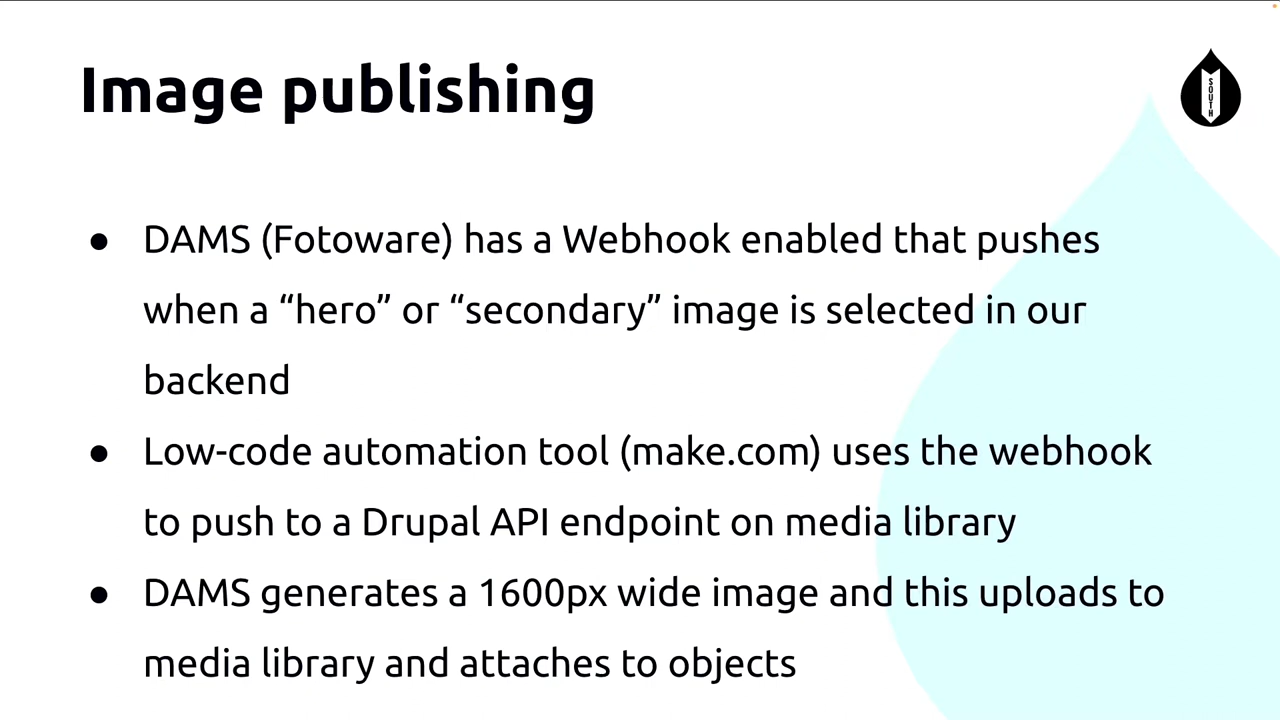 Image publishing
SOUTH
● DAMS (Fotoware) has a Webhook enabled that pushes
when a “hero” or “secondary” image is selected in our
backend
● Low-code automation tool (make.com) uses the webhook
to push to a Drupal API endpoint on media library
● DAMS generates a 1600px wide image and this uploads to
media library and attaches to objects